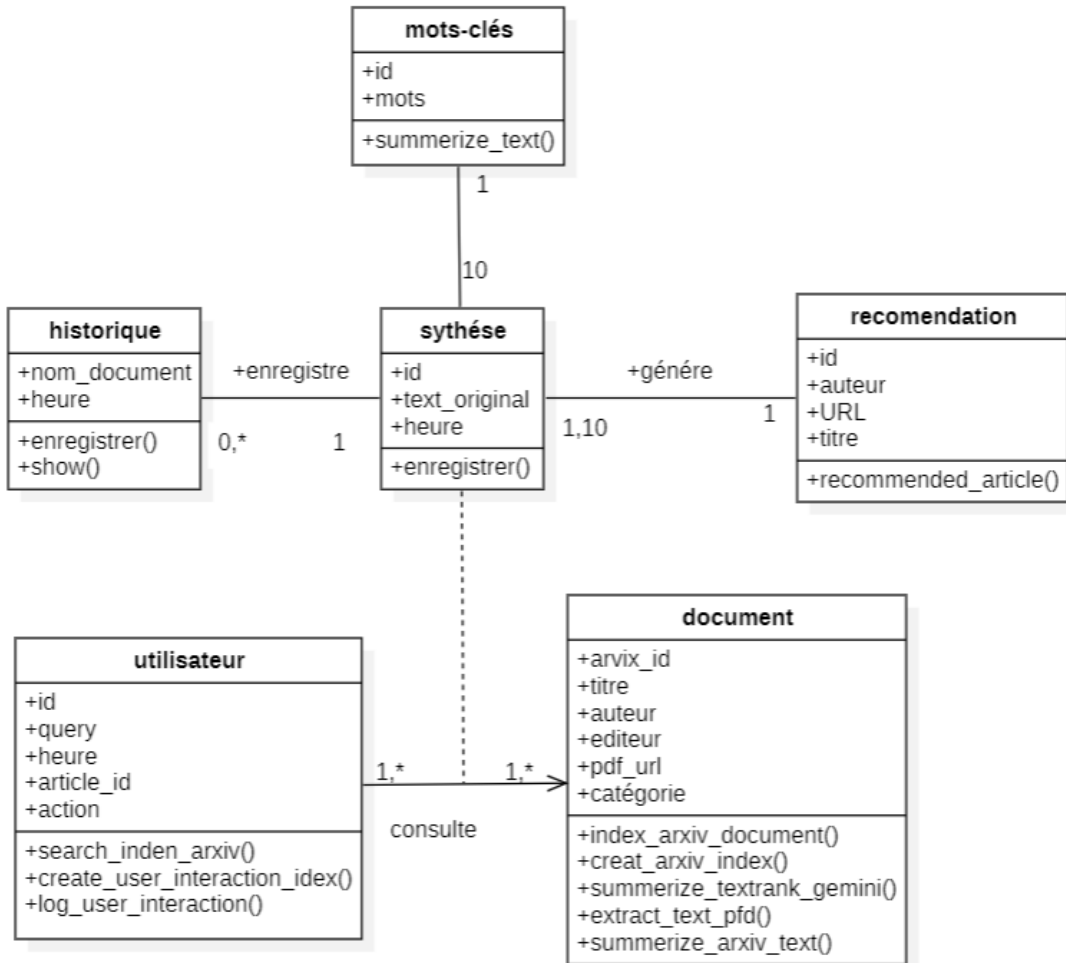 mots-clés
+id
+mots
+summerize_text()
1
10
historique
+nom_document
+heure
+enregistrer()
+show()
+enregistre
0,*
1
sythése
+id
+text_original
+heure
+enregistrer()
+génére
1,10
1
recomendation
+id
+auteur
+URL
+titre
+recommended_article()
utilisateur
+id
+query
+heure
+article_id
+action
+search_inden_arxiv()
+create_user_interaction_idex()
+log_user_interaction()
1,*
1,*
consulte
document
+arvix_id
+titre
+auteur
+editeur
+pdf_url
+catégorie
+index_arxiv_document()
+creat_arxiv_index()
+summerize_textrank_gemini()
+extract_text_pfd()
+summerize_arxiv_text()